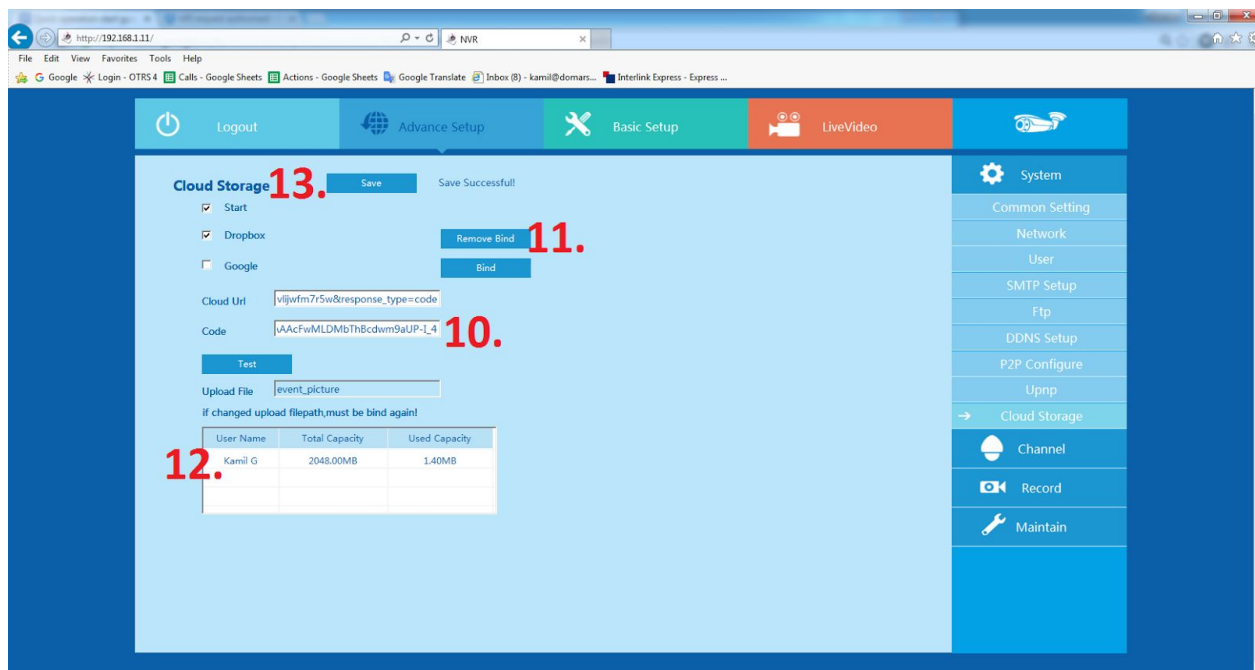 http://192.168.1.11/
NVR
File Edit View Favorites Tools Help
Google Login - OTRS 4 Calls - Google Sheets Actions - Google Sheets Google Translate Inbox (8) - kamil@domars... Interlink Express - Express ...
Logout
Advance Setup
Basic Setup
LiveVideo
Cloud Storage
13.
Save
Save Successful!
Start
Dropbox
Remove Bind
11.
Google
Bind
Cloud Url
vlijwfm7r5w&response_type=code
Code
10.
Test
Upload File
event_picture
if changed upload filepath,must be bind again!
User Name Total Capacity Used Capacity
12.
Kamil G 2048.00MB 1.40MB
System
Common Setting
Network
User
SMTP Setup
Ftp
DDNS Setup
P2P Configure
Upnp
→ Cloud Storage
Channel
Record
Maintain